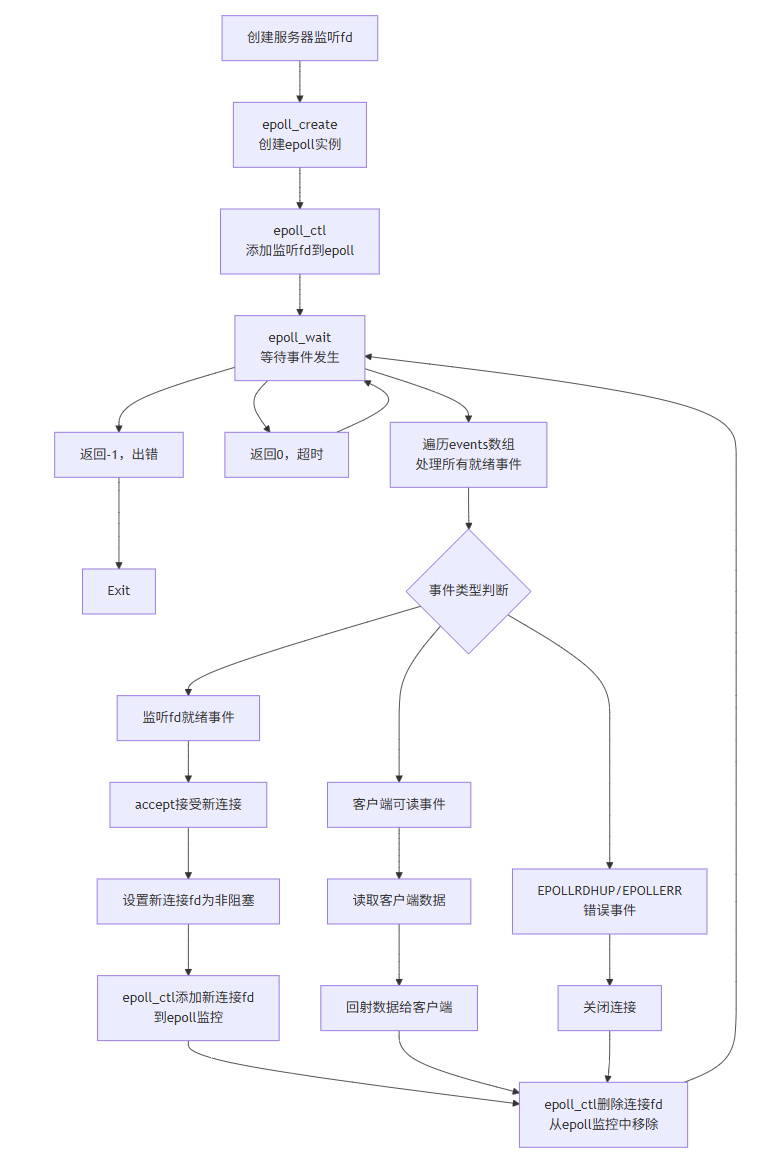 创建服务器监听fd
epoll_create
创建epoll实例
epoll_ctl
添加监听fd到epoll
epoll_wait
等待事件发生
返回-1，出错
返回0，超时
遍历events数组
处理所有就绪事件
Exit
事件类型判断
监听fd就绪事件
accept接受新连接
客户端可读事件
设置新连接fd为非阻塞
读取客户端数据
EPOLLRDHUP/EPOLLERR
错误事件
epoll_ctl添加新连接fd
到epoll监控
回射数据给客户端
关闭连接
epoll_ctl删除连接fd
从epoll监控中移除